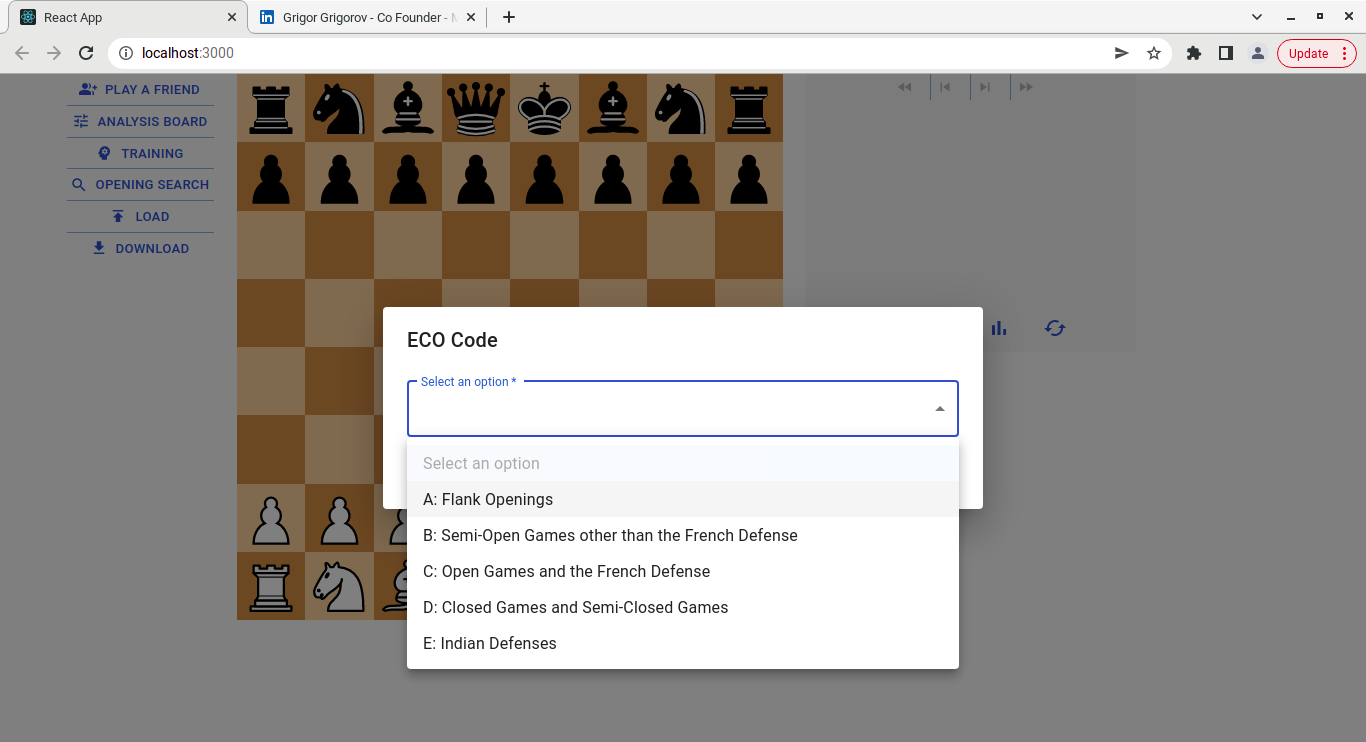 React App
Grigor Grigorov - Co Founder -
localhost:3000
Update
PLAY A FRIEND
ANALYSIS BOARD
TRAINING
OPENING SEARCH
LOAD
DOWNLOAD
ECO Code
Select an option *
Select an option
A: Flank Openings
B: Semi-Open Games other than the French Defense
C: Open Games and the French Defense
D: Closed Games and Semi-Closed Games
E: Indian Defenses